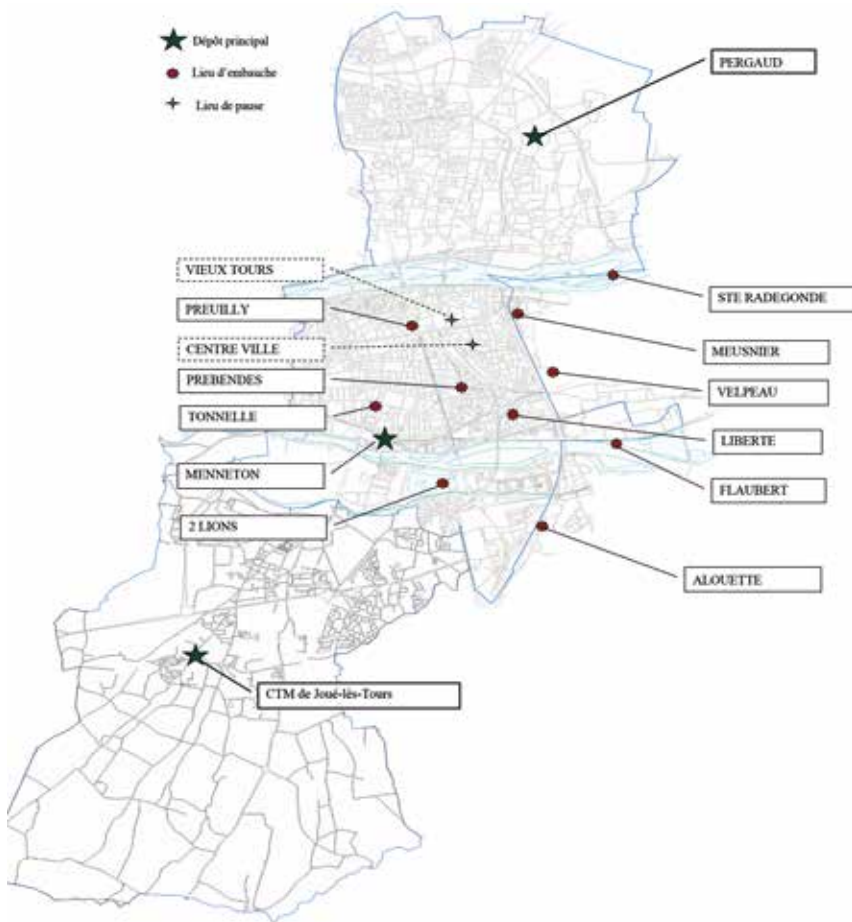 Dépôt principal
Lieu d'embauche
Lieu de pause
PERGAUD
VIEUX TOURS
STE RADEGONDE
PREUILLY
MEUSNIER
CENTRE VILLE
VELPEAU
PREBENDES
TONNELLE
LIBERTE
MENNETON
FLAUBERT
2 LIONS
ALOUETTE
CTM de Joué-lès-Tours